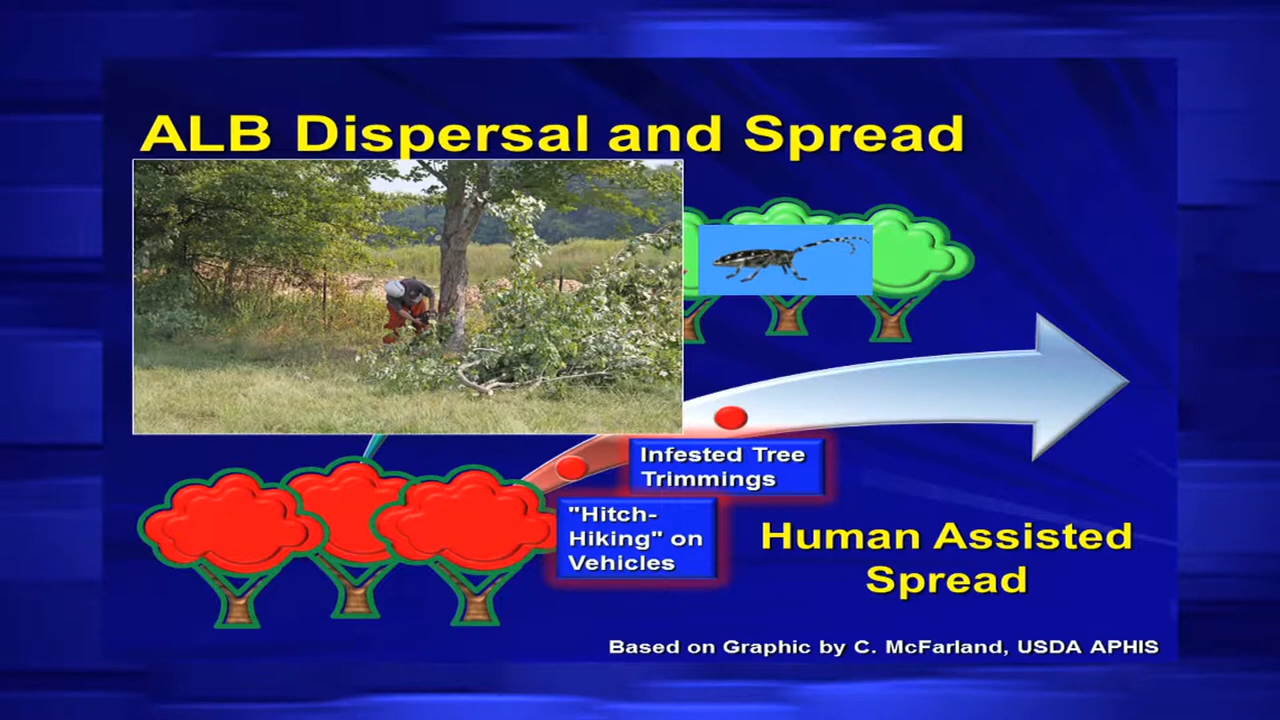 ALB Dispersal and Spread
Infested Tree
Trimmings
"Hitch-
Hiking" on
Vehicles
Human Assisted
Spread
Based on Graphic by C. McFarland, USDA APHIS